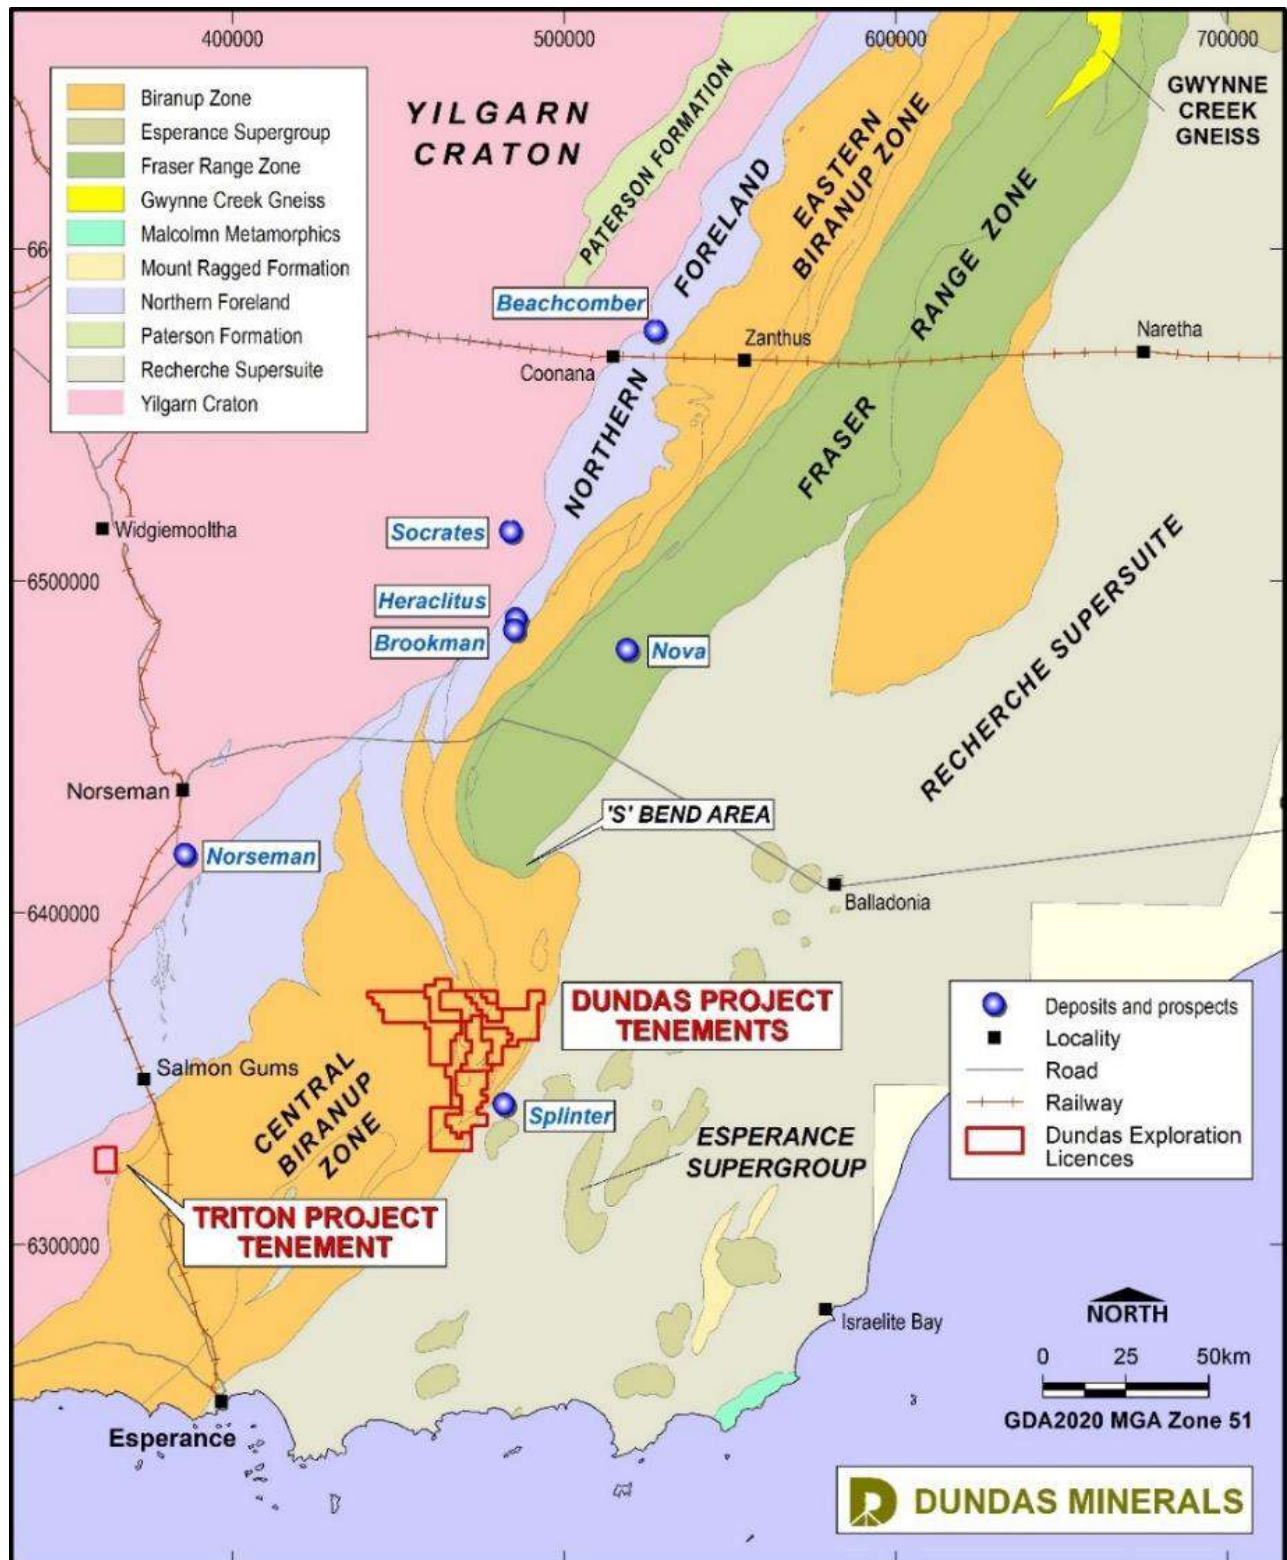 400000
500000
600000
700000
Biranup Zone
Esperance Supergroup
Fraser Range Zone
Gwynne Creek Gneiss
Malcolmn Metamorphics
Mount Ragged Formation
Northern Foreland
Paterson Formation
Recherche Supersuite
Yilgarn Craton
YILGARN
CRATON
PATERSON FORMATION
NORTHERN FORELAND
EASTERN
BIRANUP ZONE
FRASER RANGE ZONE
GWYNNE
CREEK
GNEISS
66
Beachcomber
Coonana
Zanthus
Naretha
Widgiemooltha
Socrates
6500000
Heraclitus
Brookman
Nova
RECHERCHE SUPERSUITE
Norseman
'S' BEND AREA
Norseman
Balladonia
6400000
DUNDAS PROJECT
TENEMENTS
Salmon Gums
CENTRAL
BIRANUP
ZONE
Splinter
ESPERANCE
SUPERGROUP
Deposits and prospects
Locality
Road
Railway
Dundas Exploration
Licences
TRITON PROJECT
TENEMENT
6300000
Israelite Bay
NORTH
0 25 50km
GDA2020 MGA Zone 51
Esperance
DUNDAS MINERALS